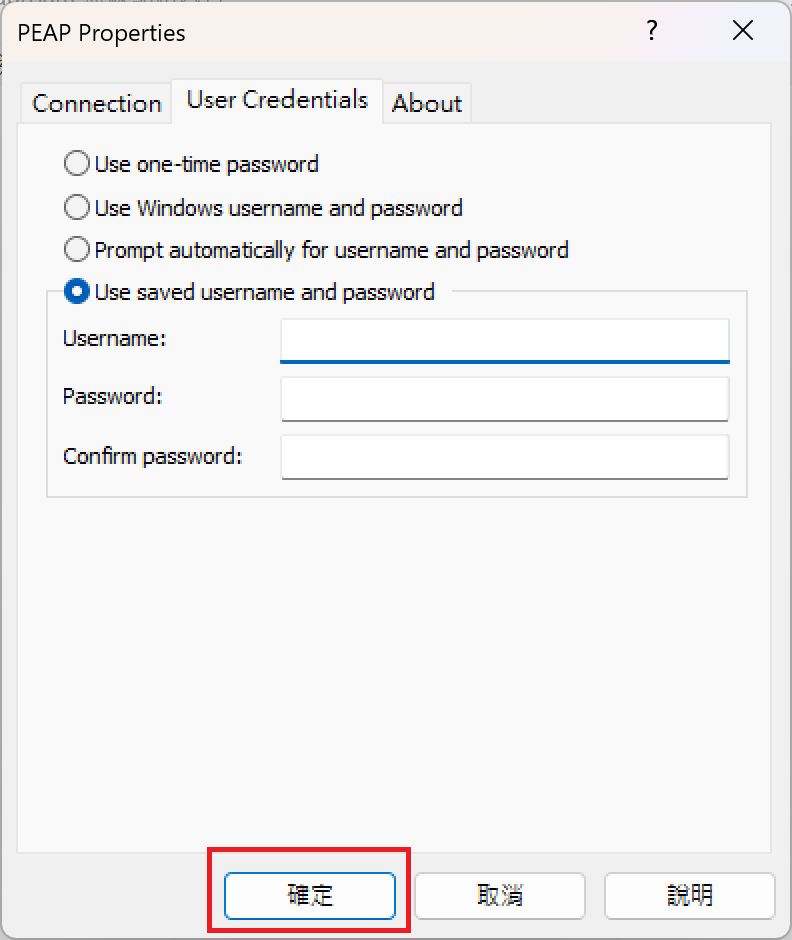 PEAP Properties
?
Connection User Credentials About
Use one-time password
Use Windows username and password
Prompt automatically for username and password
Use saved username and password
Username:
Password:
Confirm password:
確定 取消 說明